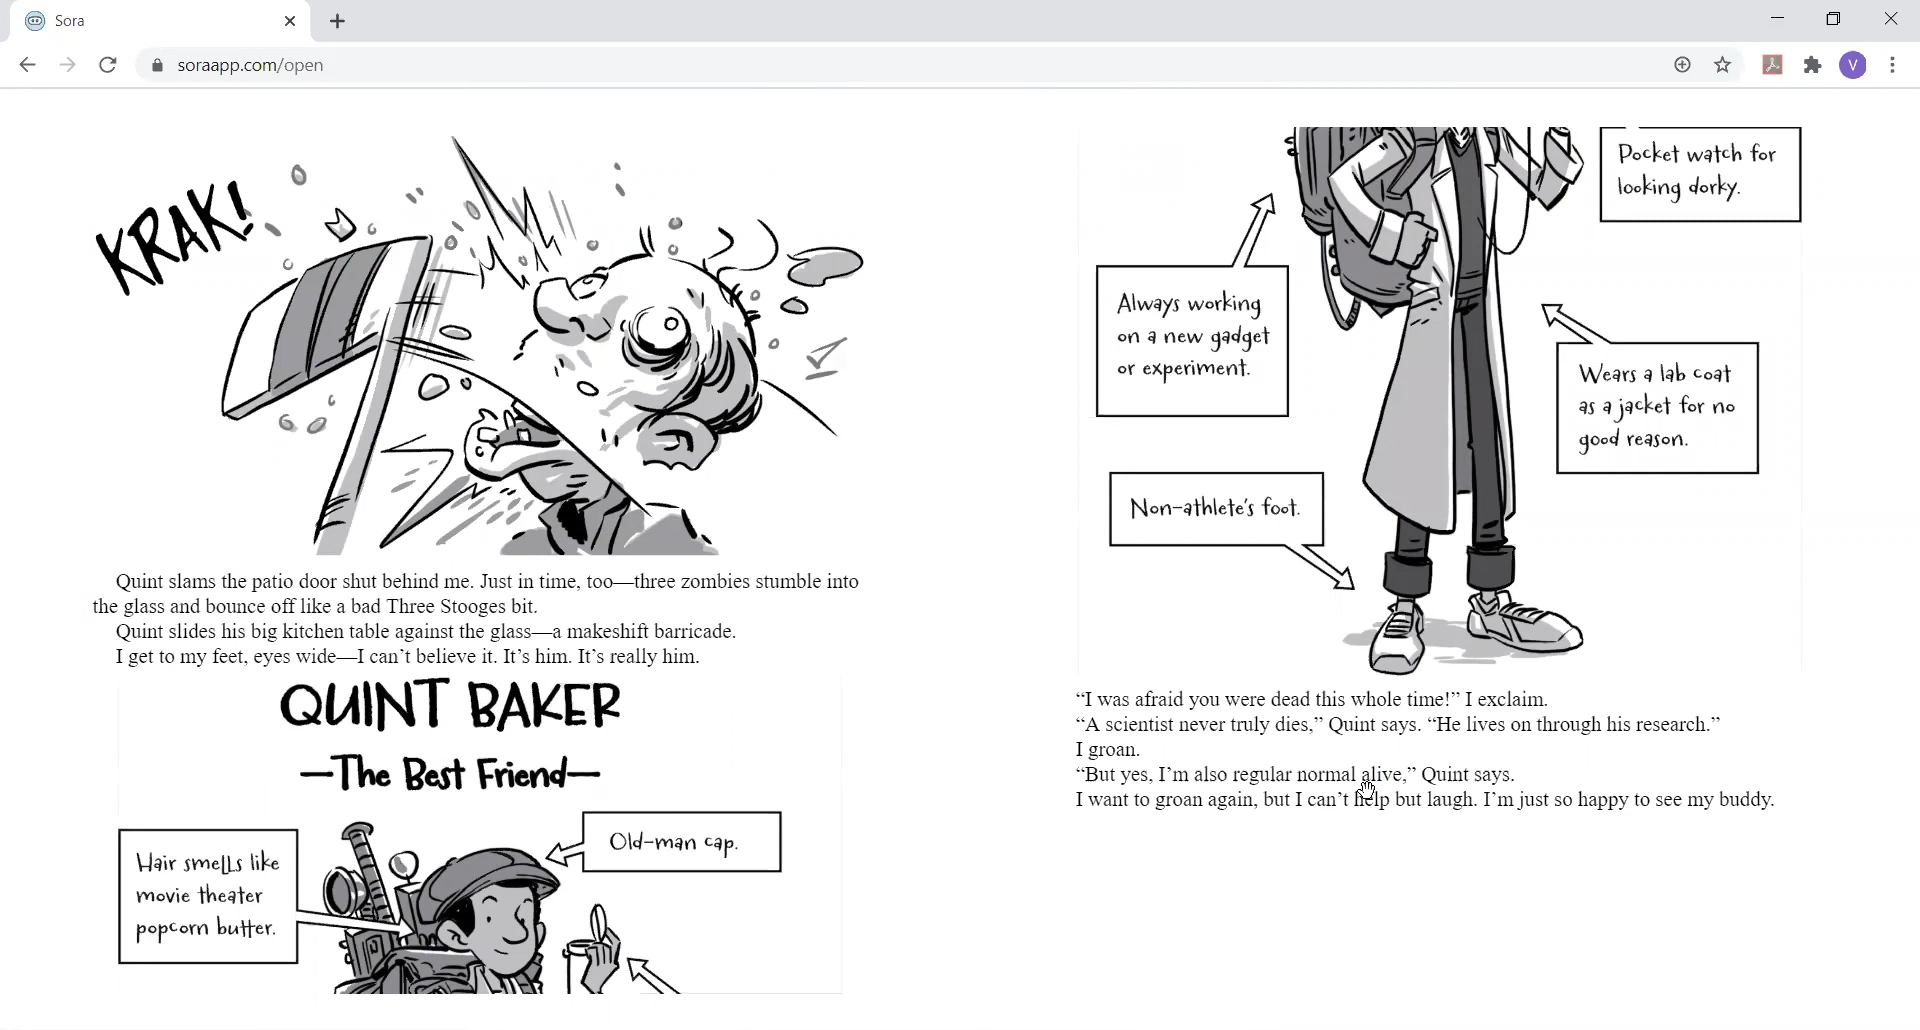 Sora
soraapp.com/open
V
KRAK!
Quint slams the patio door shut behind me. Just in time, too—three zombies stumble into
the glass and bounce off like a bad Three Stooges bit.
Quint slides his big kitchen table against the glass—a makeshift barricade.
I get to my feet, eyes wide—I can’t believe it. It’s him. It’s really him.
QUINT BAKER
—The Best Friend—
Hair smells like
movie theater
popcorn butter.
Old-man cap.
Pocket watch for
looking dorky.
Always working
on a new gadget
or experiment.
Wears a lab coat
as a jacket for no
good reason.
Non-athlete’s foot.
“I was afraid you were dead this whole time!” I exclaim.
“A scientist never truly dies,” Quint says. “He lives on through his research.”
I groan.
“But yes, I’m also regular normal alive,” Quint says.
I want to groan again, but I can’t help but laugh. I’m just so happy to see my buddy.